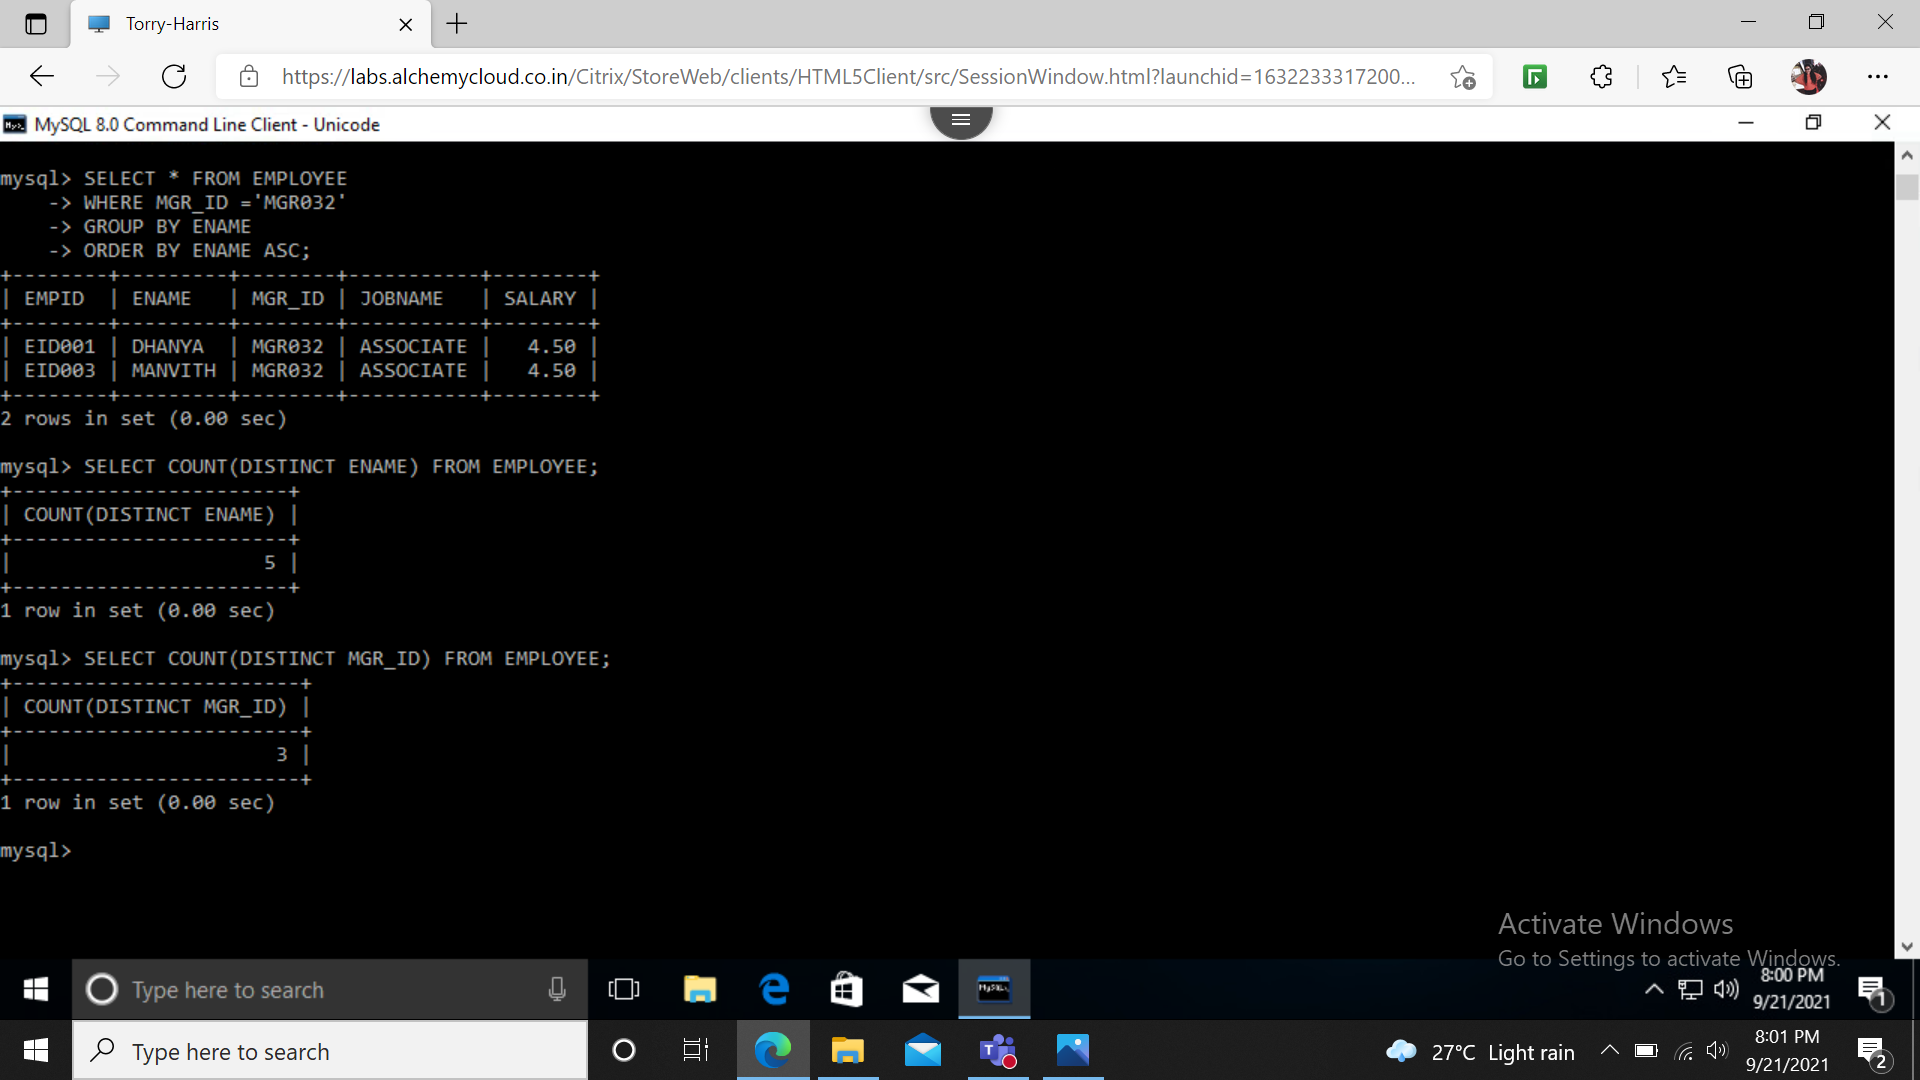 Torry-Harris
https://labs.alchemycloud.co.in/Citrix/StoreWeb/clients/HTML5Client/src/SessionWindow.html?launchid=1632233317200...
MySQL 8.0 Command Line Client - Unicode
mysql> SELECT * FROM EMPLOYEE
    -> WHERE MGR_ID ='MGR032'
    -> GROUP BY ENAME
    -> ORDER BY ENAME ASC;
+--------+---------+--------+-----------+--------+
| EMPID  | ENAME   | MGR_ID | JOBNAME   | SALARY |
+--------+---------+--------+-----------+--------+
| EID001 | DHANYA  | MGR032 | ASSOCIATE |   4.50 |
| EID003 | MANVITH | MGR032 | ASSOCIATE |   4.50 |
+--------+---------+--------+-----------+--------+
2 rows in set (0.00 sec)
mysql> SELECT COUNT(DISTINCT ENAME) FROM EMPLOYEE;
+-----------------------+
| COUNT(DISTINCT ENAME) |
+-----------------------+
|                     5 |
+-----------------------+
1 row in set (0.00 sec)
mysql> SELECT COUNT(DISTINCT MGR_ID) FROM EMPLOYEE;
+------------------------+
| COUNT(DISTINCT MGR_ID) |
+------------------------+
|                      3 |
+------------------------+
1 row in set (0.00 sec)
mysql>
Activate Windows
Go to Settings to activate Windows.
Type here to search
8:00 PM
9/21/2021
1
Type here to search
27°C Light rain
8:01 PM
9/21/2021
2